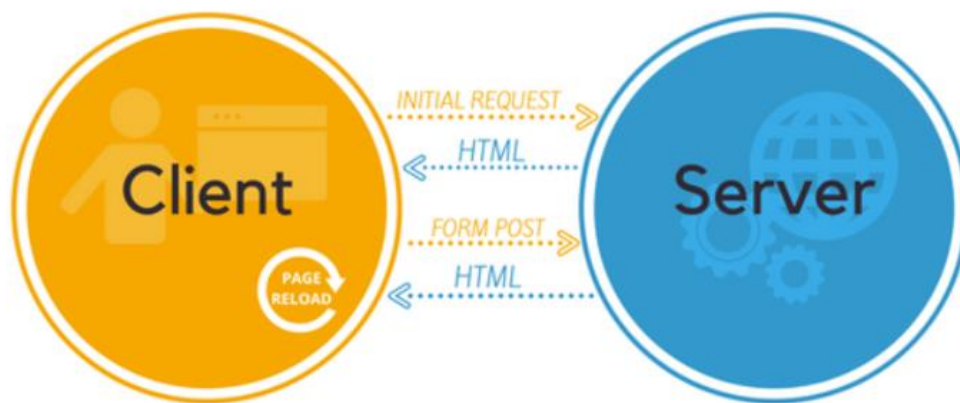 Client
PAGE
RELOAD
INITIAL REQUEST
HTML
FORM POST
HTML
Server